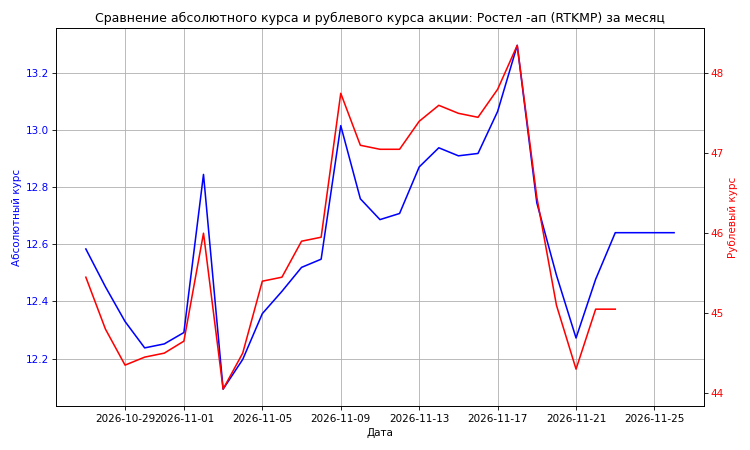 Сравнение абсолютного курса и рублевого курса акции: Ростел -ап (RTKMP) за месяц
Абсолютный курс
13.2
13.0
12.8
12.6
12.4
12.2
48
47
46
45
44
Рублевый курс
2026-10-29 2026-11-01 2026-11-05 2026-11-09 2026-11-13 2026-11-17 2026-11-21 2026-11-25
Дата